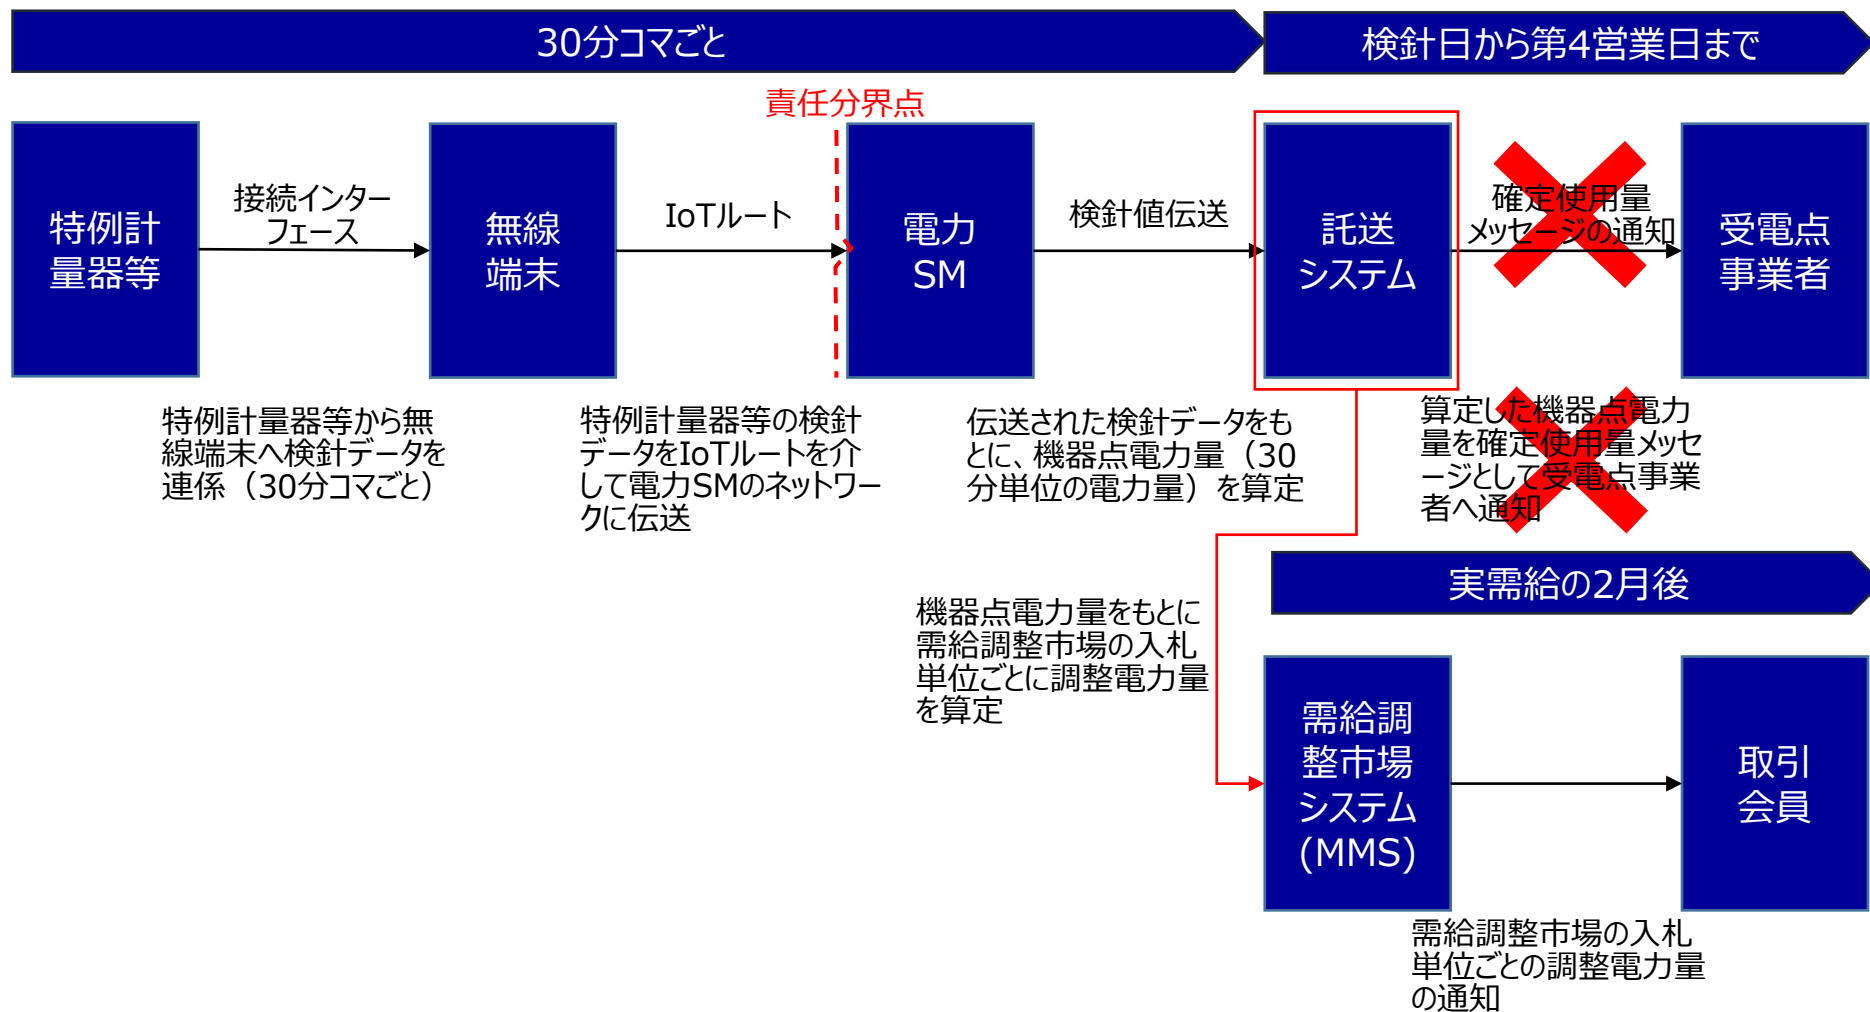 30分コマごと
検針日から第4営業日まで
責任分界点
特例計
量器等
接続インター
フェース
無線
端末
IoTルート
電力
SM
検針値伝送
託送
システム
確定使用量
メッセージの通知
受電点
事業者
特例計量器等から無
線端末へ検針データを
連係（30分コマごと）
特例計量器等の検針
データをIoTルートを介
して電力SMのネットワー
クに伝送
伝送された検針データをも
とに、機器点電力量（30
分単位の電力量）を算定
算定した機器点電力
量を確定使用量メッセ
ージとして受電点事業
者へ通知
実需給の2月後
機器点電力量をもとに
需給調整市場の入札
単位ごとに調整電力量
を算定
需給調
整市場
システム
(MMS)
取引
会員
需給調整市場の入札
単位ごとの調整電力量
の通知